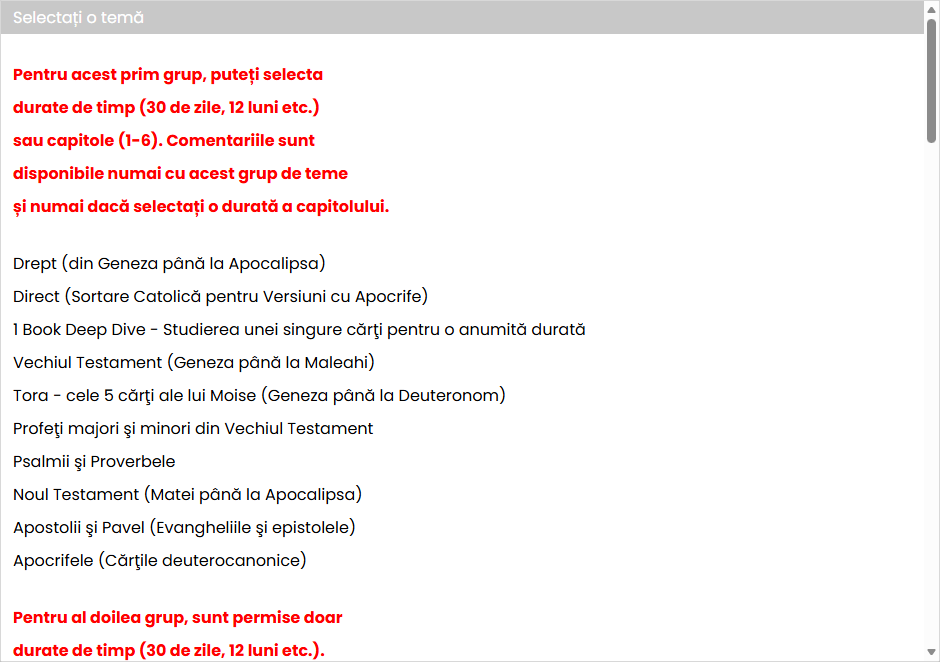 Selectați o temă
Pentru acest prim grup, puteți selecta
durate de timp (30 de zile, 12 luni etc.)
sau capitole (1-6). Comentariile sunt
disponibile numai cu acest grup de teme
și numai dacă selectați o durată a capitolului.
Drept (din Geneza până la Apocalipsa)
Direct (Sortare Catolică pentru Versiuni cu Apocrife)
1 Book Deep Dive - Studierea unei singure cărţi pentru o anumită durată
Vechiul Testament (Geneza până la Maleahi)
Tora - cele 5 cărţi ale lui Moise (Geneza până la Deuteronom)
Profeţi majori şi minori din Vechiul Testament
Psalmii şi Proverbele
Noul Testament (Matei până la Apocalipsa)
Apostolii şi Pavel (Evangheliile şi epistolele)
Apocrifele (Cărţile deuterocanonice)
Pentru al doilea grup, sunt permise doar
durate de timp (30 de zile, 12 luni etc.).